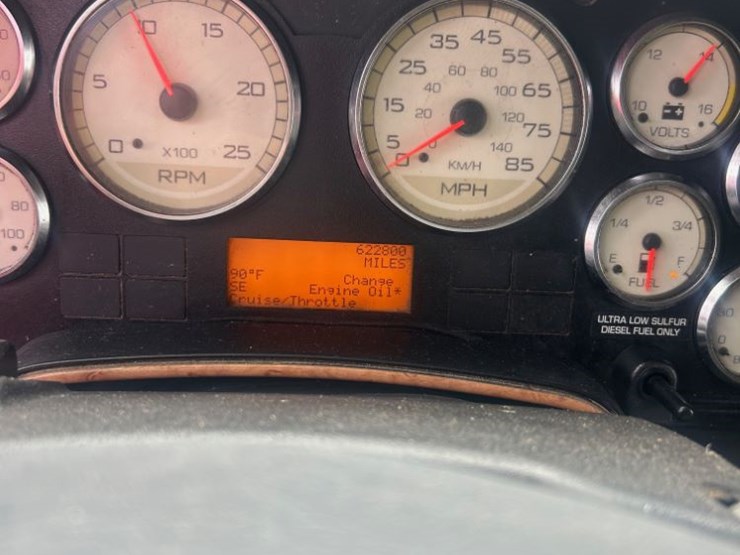 0
5
10
15
20
25
X100
RPM
0
5
15
25
35
45
55
65
75
85
20
40
60
80
100
120
140
KM/H
MPH
10
12
14
16
VOLTS
1/4
1/2
3/4
E
F
FUEL
ULTRA LOW SULFUR
DIESEL FUEL ONLY
80
100
622800
MILES
90°F
Change
SE
Engine Oil*
Cruise/Throttle